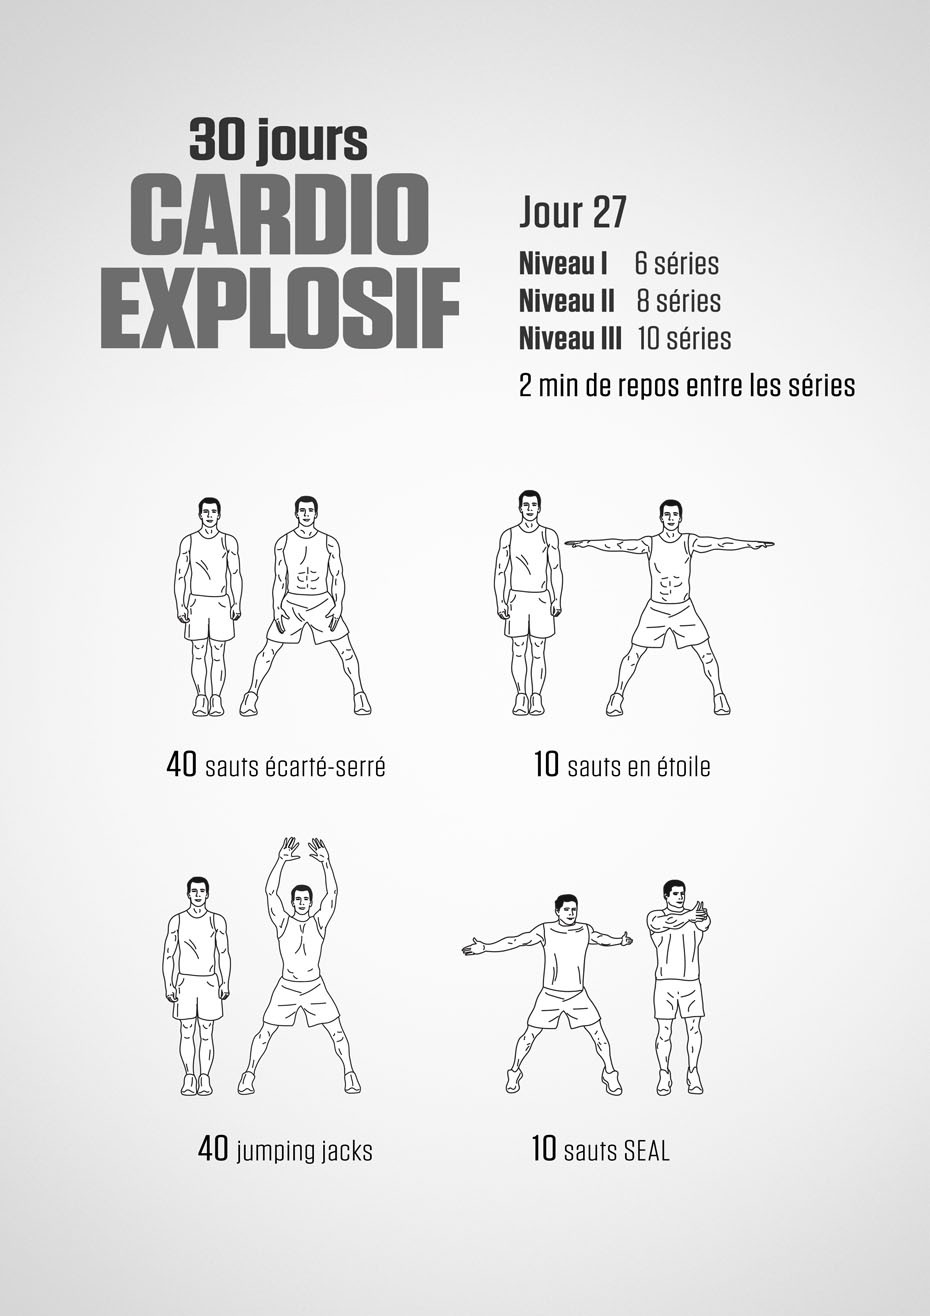 30 jours
CARDIO
EXPLOSIF
Jour 27
Niveau I 6 séries
Niveau II 8 séries
Niveau III 10 séries
2 min de repos entre les séries
40 sauts écarté-serré
10 sauts en étoile
40 jumping jacks
10 sauts SEAL